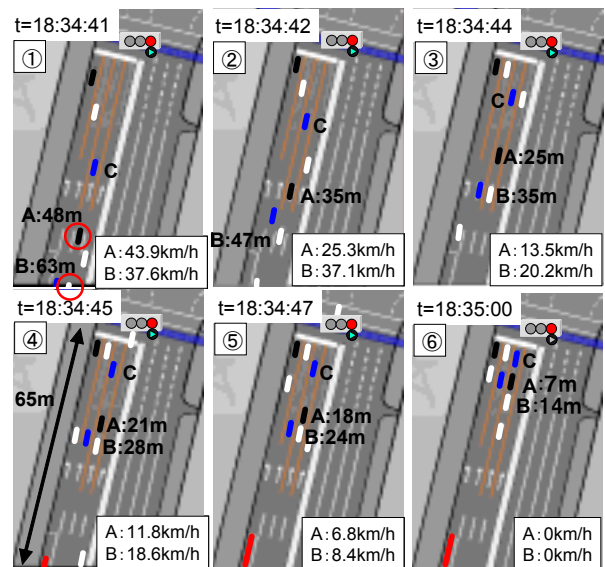 t=18:34:41
①
C
A:48m
B:63m
A:43.9km/h
B:37.6km/h
t=18:34:42
②
C
A:35m
B:47m
A:25.3km/h
B:37.1km/h
t=18:34:44
③
C
A:25m
B:35m
A:13.5km/h
B:20.2km/h
t=18:34:45
④
C
65m
A:21m
B:28m
A:11.8km/h
B:18.6km/h
t=18:34:47
⑤
C
A:18m
B:24m
A:6.8km/h
B:8.4km/h
t=18:35:00
⑥
C
A:7m
B:14m
A:0km/h
B:0km/h